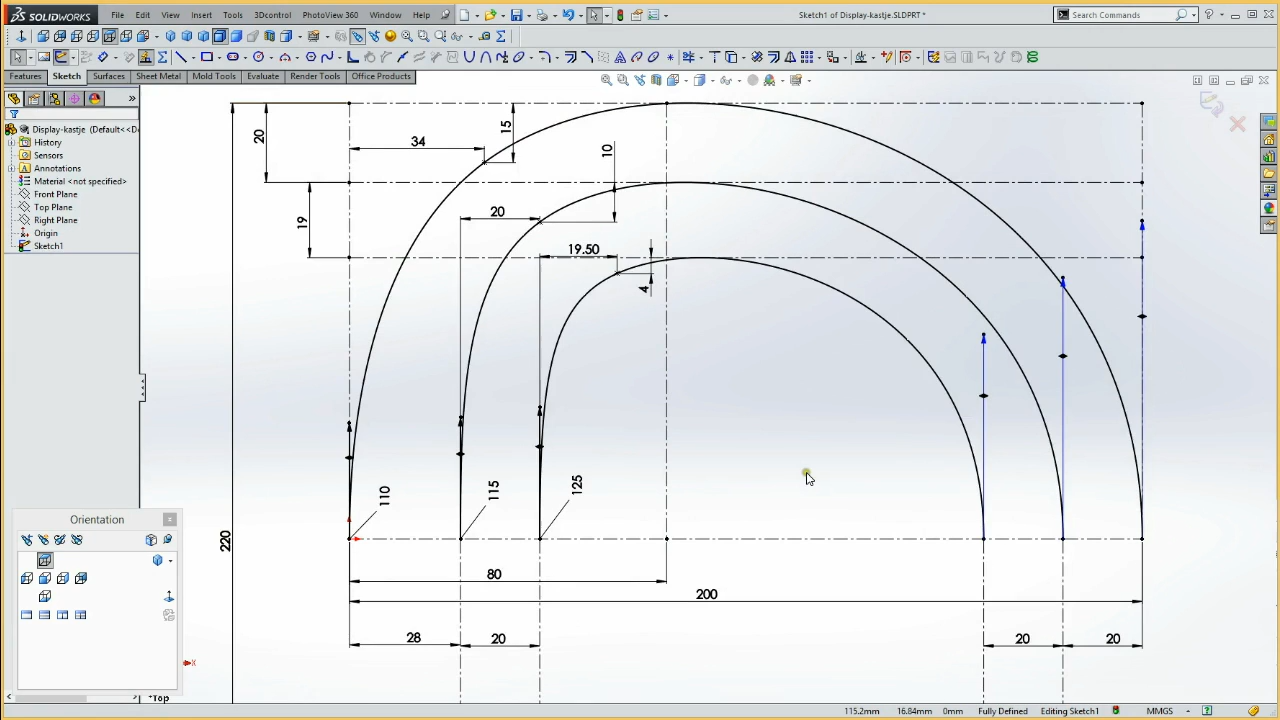 SOLIDWORKS File Edit View Insert Tools 3Dcontrol PhotoView 360 Window Help Sketch1 of Display-kastje.SLDPRT * Search Commands
Features Sketch Surfaces Sheet Metal Mold Tools Evaluate Render Tools Office Products
Display-kastje (Default<<D
History
Sensors
Annotations
Material <not specified>
Front Plane
Top Plane
Right Plane
Origin
Sketch1
20
34
15
10
19
20
19.50
4
110
115
125
220
80
200
28
20
20
20
Orientation
X
*Top
115.2mm 16.84mm 0mm Fully Defined Editing Sketch1 MMGS